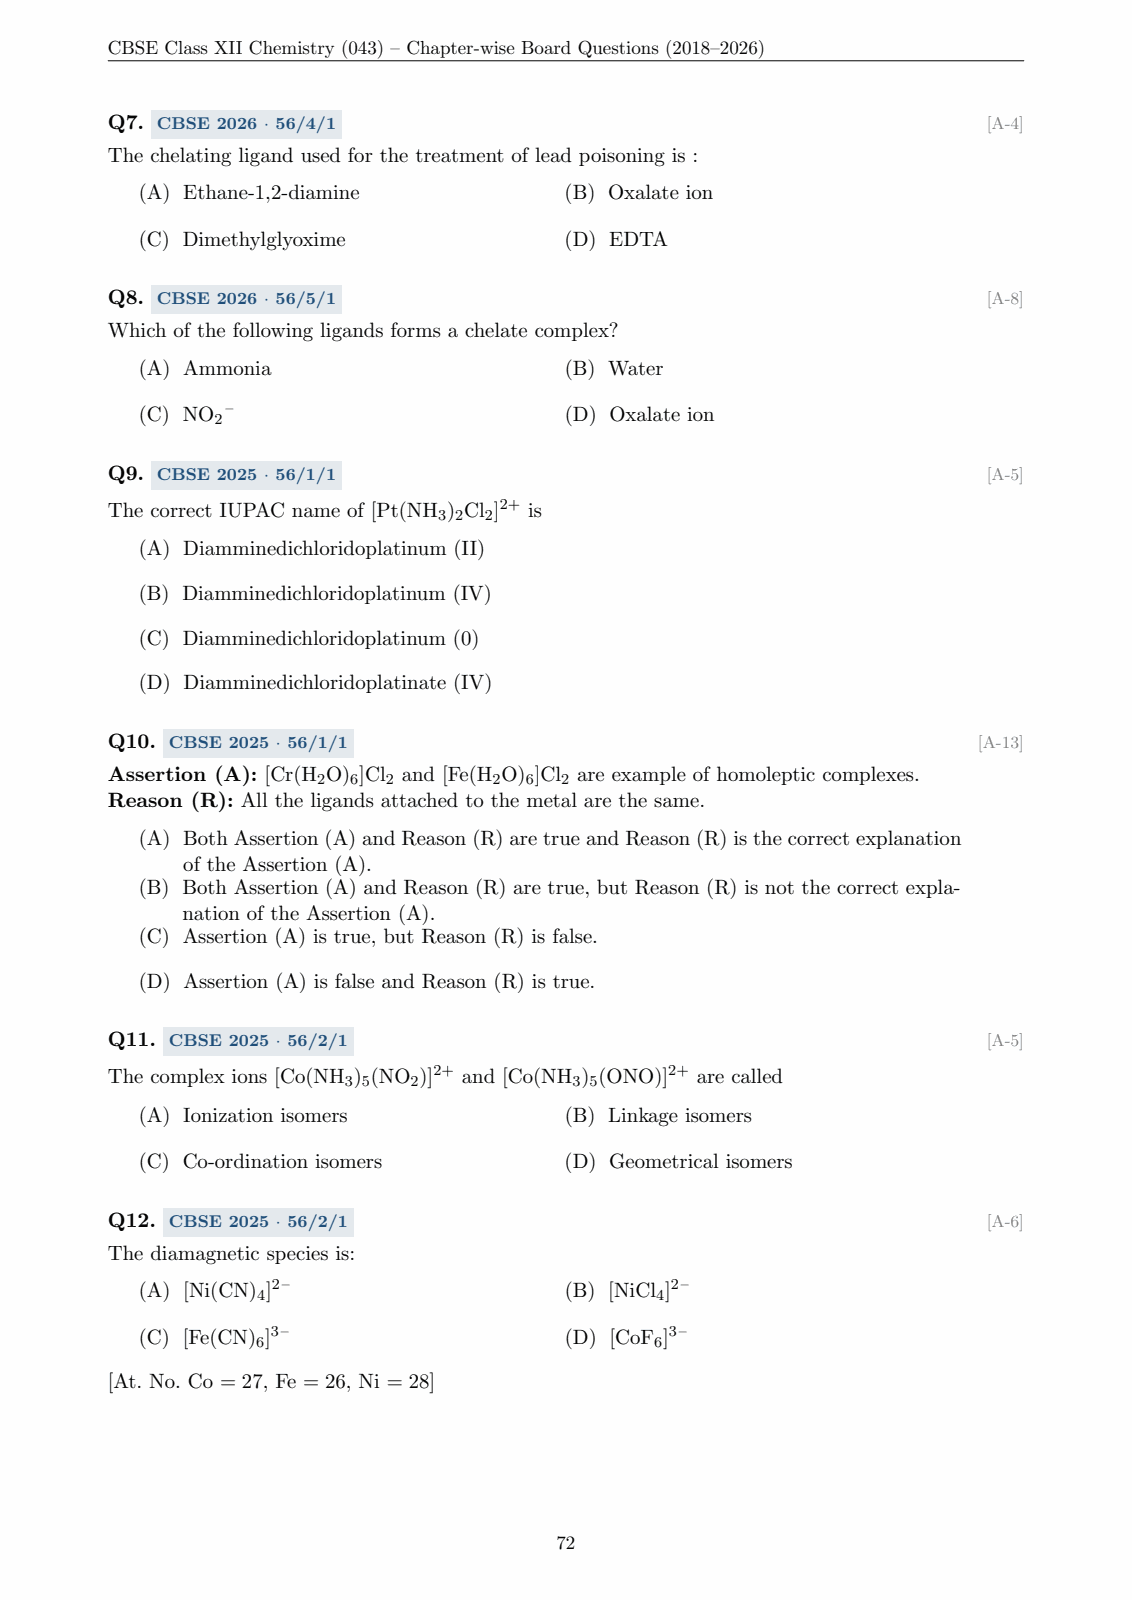 CBSE Class XII Chemistry (043) – Chapter-wise Board Questions (2018–2026)
Q7. CBSE 2026 · 56/4/1 [A-4]
The chelating ligand used for the treatment of lead poisoning is :
(A) Ethane-1,2-diamine (B) Oxalate ion
(C) Dimethylglyoxime (D) EDTA
Q8. CBSE 2026 · 56/5/1 [A-8]
Which of the following ligands forms a chelate complex?
(A) Ammonia (B) Water
(C) NO₂⁻ (D) Oxalate ion
Q9. CBSE 2025 · 56/1/1 [A-5]
The correct IUPAC name of [Pt(NH₃)₂Cl₂]²⁺ is
(A) Diamminedichloridoplatinum (II)
(B) Diamminedichloridoplatinum (IV)
(C) Diamminedichloridoplatinum (0)
(D) Diamminedichloridoplatinate (IV)
Q10. CBSE 2025 · 56/1/1 [A-13]
Assertion (A): [Cr(H₂O)₆]Cl₂ and [Fe(H₂O)₆]Cl₂ are example of homoleptic complexes.
Reason (R): All the ligands attached to the metal are the same.
(A) Both Assertion (A) and Reason (R) are true and Reason (R) is the correct explanation
of the Assertion (A).
(B) Both Assertion (A) and Reason (R) are true, but Reason (R) is not the correct expla-
nation of the Assertion (A).
(C) Assertion (A) is true, but Reason (R) is false.
(D) Assertion (A) is false and Reason (R) is true.
Q11. CBSE 2025 · 56/2/1 [A-5]
The complex ions [Co(NH₃)₅(NO₂)]²⁺ and [Co(NH₃)₅(ONO)]²⁺ are called
(A) Ionization isomers (B) Linkage isomers
(C) Co-ordination isomers (D) Geometrical isomers
Q12. CBSE 2025 · 56/2/1 [A-6]
The diamagnetic species is:
(A) [Ni(CN)₄]²⁻ (B) [NiCl₄]²⁻
(C) [Fe(CN)₆]³⁻ (D) [CoF₆]³⁻
[At. No. Co = 27, Fe = 26, Ni = 28]
72